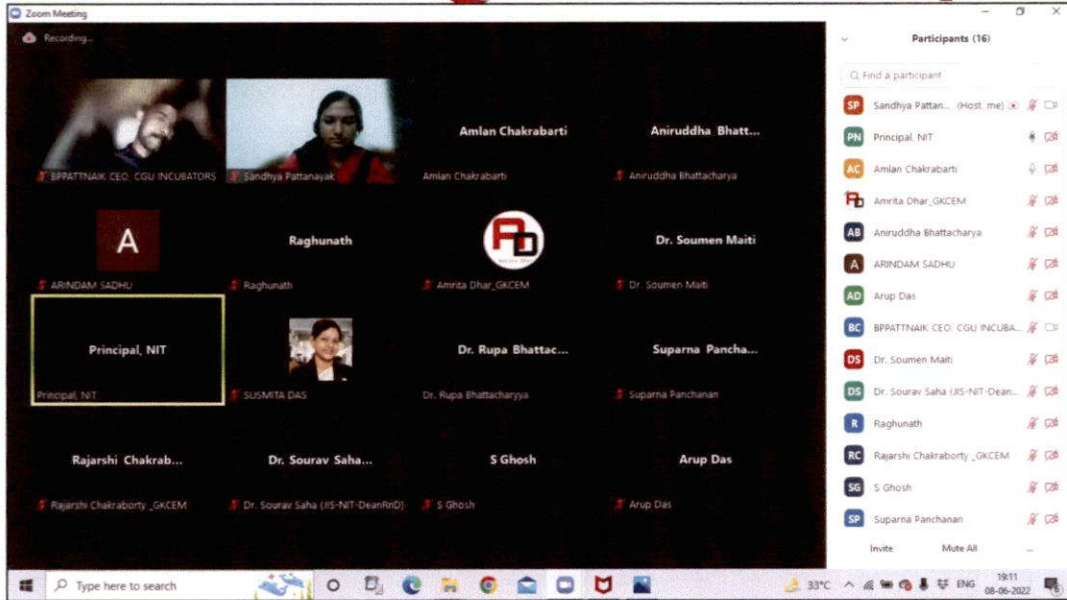 Zoom Meeting
Recording...
BPPATTNAIK CEO, CGU INCUBATORS
Sandhya Pattanayak
Amlan Chakrabarti
Amlan Chakrabarti
Aniruddha Bhatt...
Aniruddha Bhattacharya
A
ARINDAM SADHU
Raghunath
Raghunath
Amrita Dhar_GKCEM
Dr. Soumen Maiti
Dr. Soumen Maiti
Principal, NIT
Principal, NIT
SUSMITA DAS
Dr. Rupa Bhattac...
Dr. Rupa Bhattacharyya
Suparna Pancha...
Suparna Panchanan
Rajarshi Chakrab...
Rajarshi Chakraborty _GKCEM
Dr. Sourav Saha...
Dr. Sourav Saha (JIS-NIT-DeanRnD)
S Ghosh
S Ghosh
Arup Das
Arup Das
Participants (16)
Find a participant
SP Sandhya Pattan... (Host, me)
PN Principal, NIT
AC Amlan Chakrabarti
Amrita Dhar_GKCEM
AB Aniruddha Bhattacharya
A ARINDAM SADHU
AD Arup Das
BC BPPATTNAIK CEO, CGU INCUBA...
DS Dr. Soumen Maiti
DS Dr. Sourav Saha (JIS-NIT-Dean...
R Raghunath
RC Rajarshi Chakraborty _GKCEM
SG S Ghosh
SP Suparna Panchanan
Invite Mute All ...
Type here to search
33°C ENG 19:11
08-06-2022